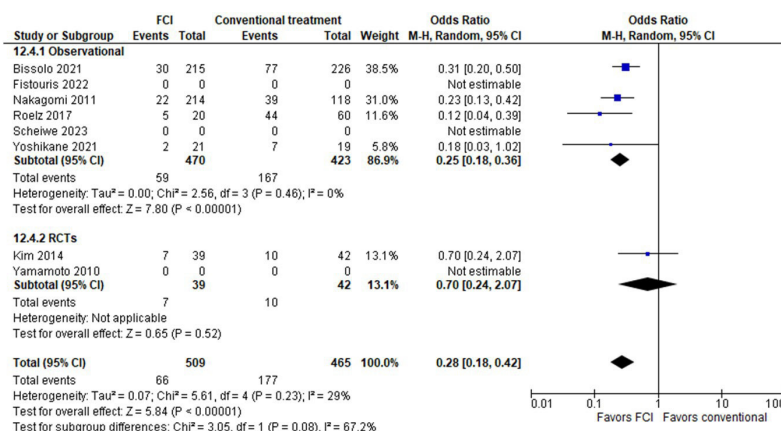 FCI Conventional treatment Odds Ratio Odds Ratio
Study or Subgroup Events Total Events Total Weight M-H, Random, 95% CI M-H, Random, 95% CI
12.4.1 Observational
Bissolo 2021 30 215 77 226 38.5% 0.31 [0.20, 0.50]
Fistouris 2022 0 0 0 0 Not estimable
Nakagomi 2011 22 214 39 118 31.0% 0.23 [0.13, 0.42]
Roelz 2017 5 20 44 60 11.6% 0.12 [0.04, 0.39]
Scheiwe 2023 0 0 0 0 Not estimable
Yoshikane 2021 2 21 7 19 5.8% 0.18 [0.03, 1.02]
Subtotal (95% CI) 470 423 86.9% 0.25 [0.18, 0.36]
Total events 59 167
Heterogeneity: Tau² = 0.00; Chi² = 2.56, df = 3 (P = 0.46); I² = 0%
Test for overall effect: Z = 7.80 (P < 0.00001)
12.4.2 RCTs
Kim 2014 7 39 10 42 13.1% 0.70 [0.24, 2.07]
Yamamoto 2010 0 0 0 0 Not estimable
Subtotal (95% CI) 39 42 13.1% 0.70 [0.24, 2.07]
Total events 7 10
Heterogeneity: Not applicable
Test for overall effect: Z = 0.65 (P = 0.52)
Total (95% CI) 509 465 100.0% 0.28 [0.18, 0.42]
Total events 66 177
Heterogeneity: Tau² = 0.07; Chi² = 5.61, df = 4 (P = 0.23); I² = 29%
Test for overall effect: Z = 5.84 (P < 0.00001)
Test for subgroup differences: Chi² = 3.05, df = 1 (P = 0.08), I² = 67.2%
0.01 0.1 1 10 100
Favors FCI Favors conventional